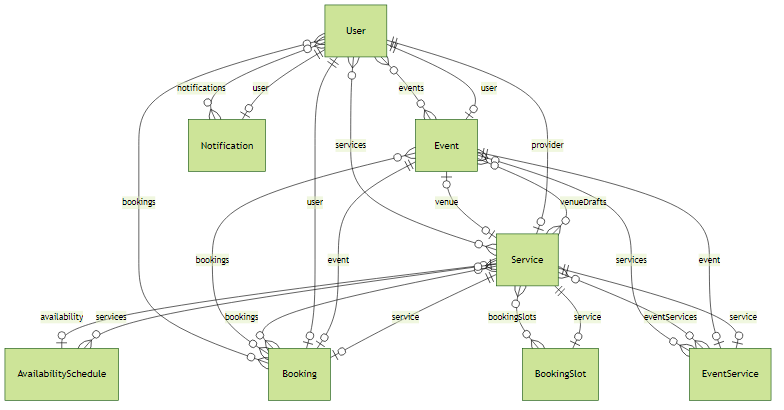 User
notifications
user
events
user
Notification
Event
services
provider
bookings
user
venue
venueDrafts
bookings
event
Service
services
event
availability
services
bookings
service
bookingSlots
service
eventServices
service
AvailabilitySchedule
Booking
BookingSlot
EventService